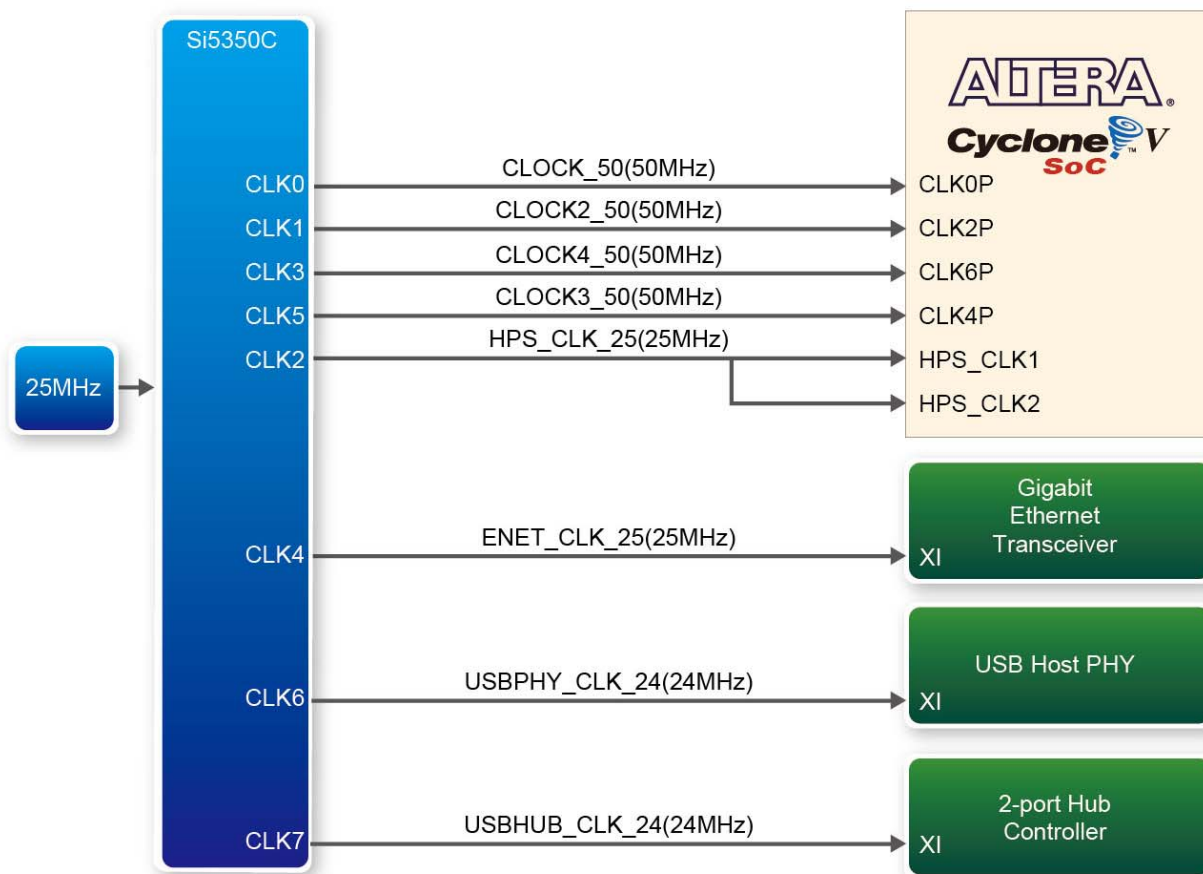 Si5350C
ALTERA®
Cyclone™ V
SoC
CLK0 CLOCK_50(50MHz) CLK0P
CLK1 CLOCK2_50(50MHz) CLK2P
CLK3 CLOCK4_50(50MHz) CLK6P
CLK5 CLOCK3_50(50MHz) CLK4P
CLK2 HPS_CLK_25(25MHz) HPS_CLK1
25MHz
HPS_CLK2
Gigabit
Ethernet
Transceiver
CLK4 ENET_CLK_25(25MHz) XI
USB Host PHY
CLK6 USBPHY_CLK_24(24MHz) XI
2-port Hub
Controller
CLK7 USBHUB_CLK_24(24MHz) XI